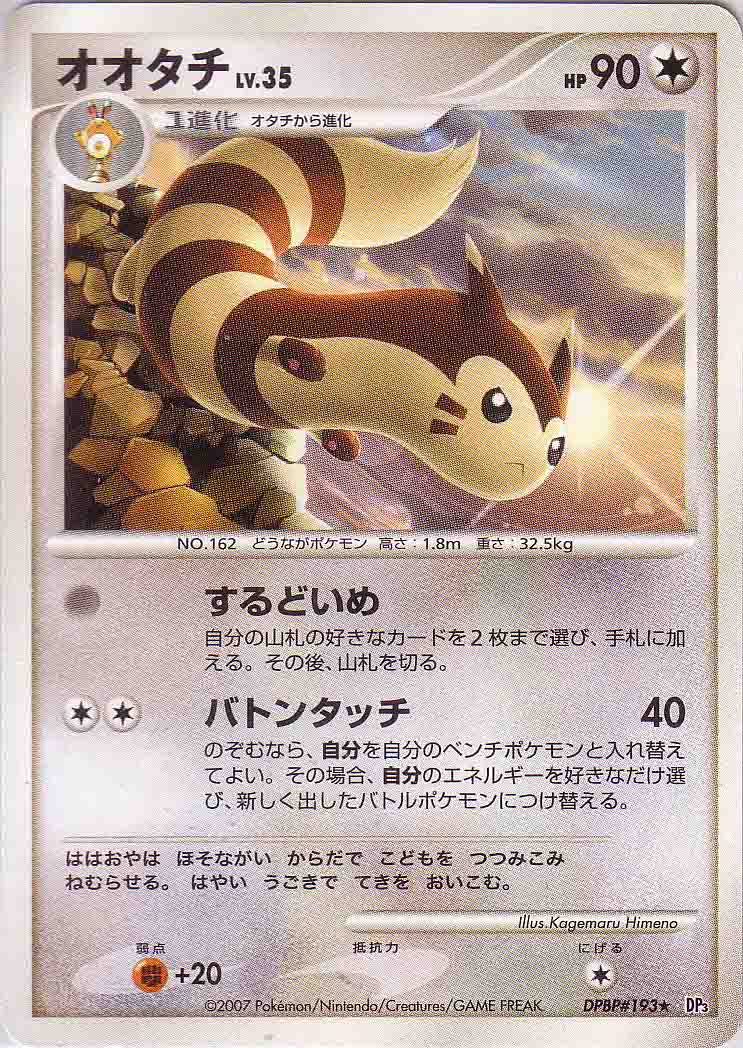 オオタチ LV.35 HP 90
1進化 オタチから進化
NO.162 どうながポケモン 高さ:1.8m 重さ:32.5kg
するどいめ
自分の山札の好きなカードを2枚まで選び、手札に加
える。その後、山札を切る。
バトンタッチ 40
のぞむなら、自分を自分のベンチポケモンと入れ替え
てよい。その場合、自分のエネルギーを好きなだけ選
び、新しく出したバトルポケモンにつけ替える。
ははおやは ほそながい からだで こどもを つつみこみ
ねむらせる。 はやい うごきで てきを おいこむ。
Illus.Kagemaru Himeno
弱点 抵抗力 にげる
+20
©2007 Pokémon/Nintendo/Creatures/GAME FREAK DPBP#193★ DP3